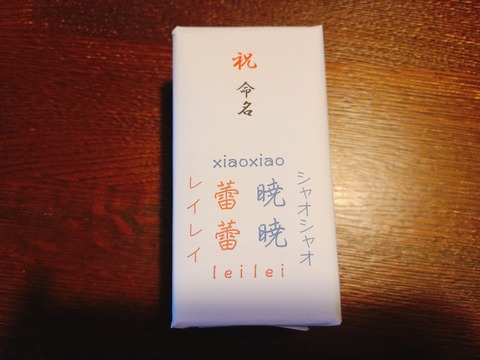 祝
命名
xiaoxiao
シャオシャオ
暁暁
蕾蕾
レイレイ
leilei